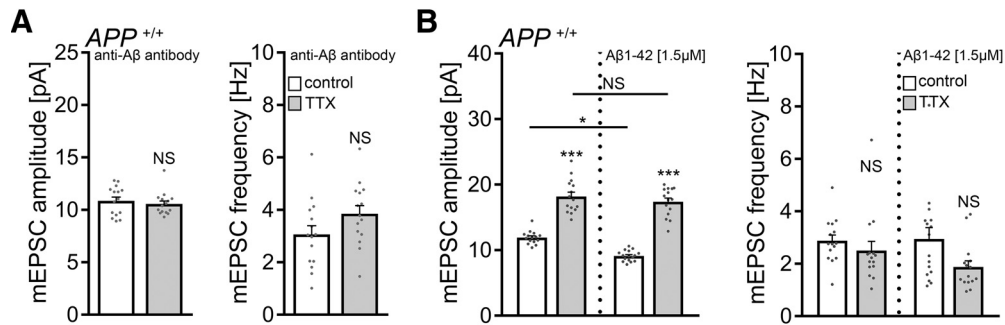 A
APP +/+
anti-Aβ antibody
mEPSC amplitude [pA]
25
20
15
10
5
0
NS
anti-Aβ antibody
mEPSC frequency [Hz]
10
8
6
4
2
0
control
TTX
NS
B
APP +/+
Aβ1-42 [1.5µM]
mEPSC amplitude [pA]
40
30
20
10
0
NS
*
***
***
Aβ1-42 [1.5µM]
mEPSC frequency [Hz]
10
8
6
4
2
0
control
TTX
NS
NS